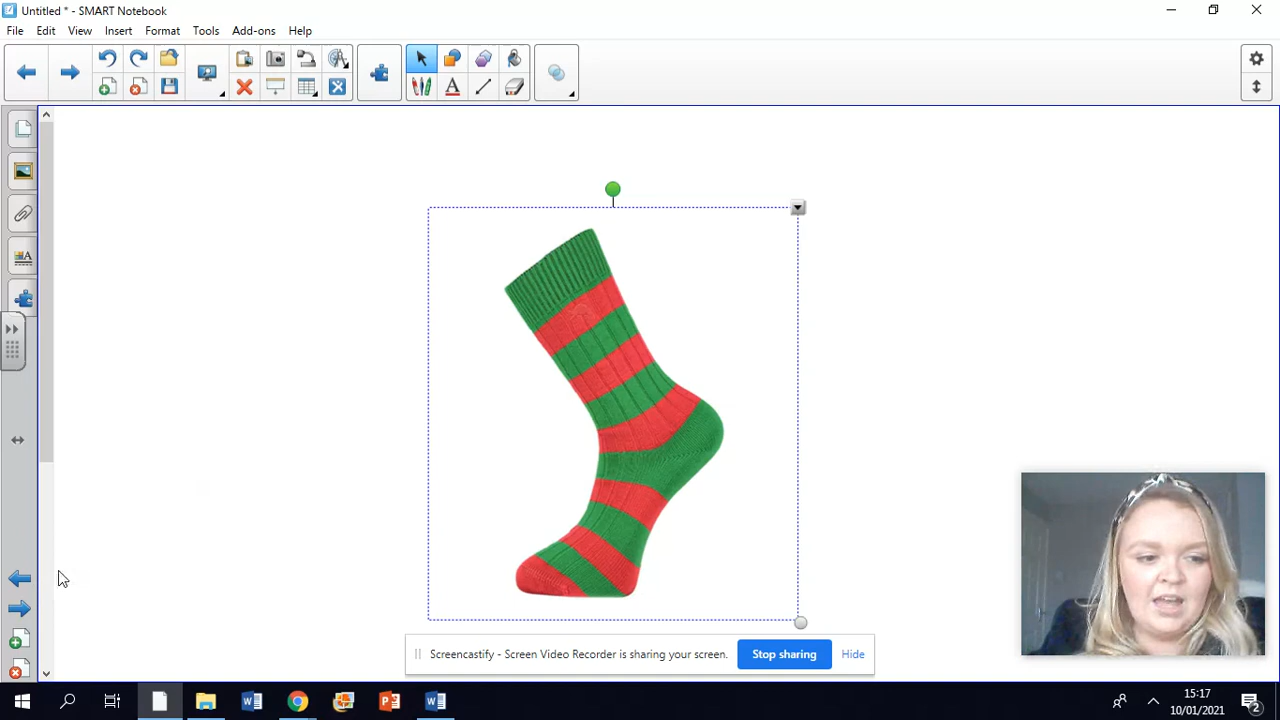 Untitled * - SMART Notebook
File Edit View Insert Format Tools Add-ons Help
Screencastify - Screen Video Recorder is sharing your screen. Stop sharing Hide
15:17
10/01/2021
2